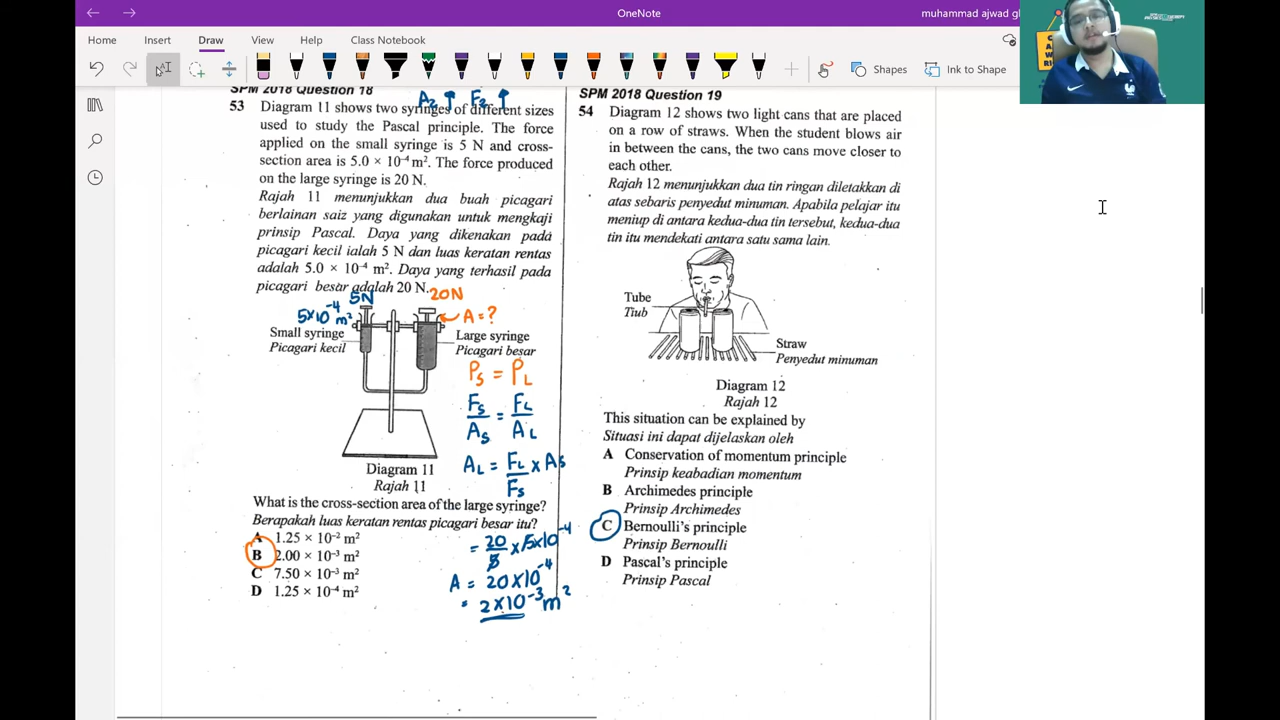 OneNote
muhammad ajwad gh
Home Insert Draw View Help Class Notebook
Shapes
Ink to Shape
SPM 2018 Question 18
A₂ ↑ F₂ ↑
53 Diagram 11 shows two syringes of different sizes
used to study the Pascal principle. The force
applied on the small syringe is 5 N and cross-
section area is 5.0 × 10⁻⁴ m². The force produced
on the large syringe is 20 N.
Rajah 11 menunjukkan dua buah picagari
berlainan saiz yang digunakan untuk mengkaji
prinsip Pascal. Daya yang dikenakan pada
picagari kecil ialah 5 N dan luas keratan rentas
adalah 5.0 × 10⁻⁴ m². Daya yang terhasil pada
picagari besar adalah 20 N.
5N 20N
5×10⁻⁴ m² A = ?
Small syringe
Picagari kecil
Large syringe
Picagari besar
P_S = P_L
F_S / A_S = F_L / A_L
A_L = F_L / F_S × A_S
Diagram 11
Rajah 11
What is the cross-section area of the large syringe?
Berapakah luas keratan rentas picagari besar itu?
A 1.25 × 10⁻² m²
B 2.00 × 10⁻³ m²
C 7.50 × 10⁻³ m²
D 1.25 × 10⁻⁴ m²
= 20 / 5 × 5×10⁻⁴
A = 20×10⁻⁴
= 2×10⁻³ m²
SPM 2018 Question 19
54 Diagram 12 shows two light cans that are placed
on a row of straws. When the student blows air
in between the cans, the two cans move closer to
each other.
Rajah 12 menunjukkan dua tin ringan diletakkan di
atas sebaris penyedut minuman. Apabila pelajar itu
meniup di antara kedua-dua tin tersebut, kedua-dua
tin itu mendekati antara satu sama lain.
Tube
Tiub
Straw
Penyedut minuman
Diagram 12
Rajah 12
This situation can be explained by
Situasi ini dapat dijelaskan oleh
A Conservation of momentum principle
Prinsip keabadian momentum
B Archimedes principle
Prinsip Archimedes
C Bernoulli's principle
Prinsip Bernoulli
D Pascal's principle
Prinsip Pascal